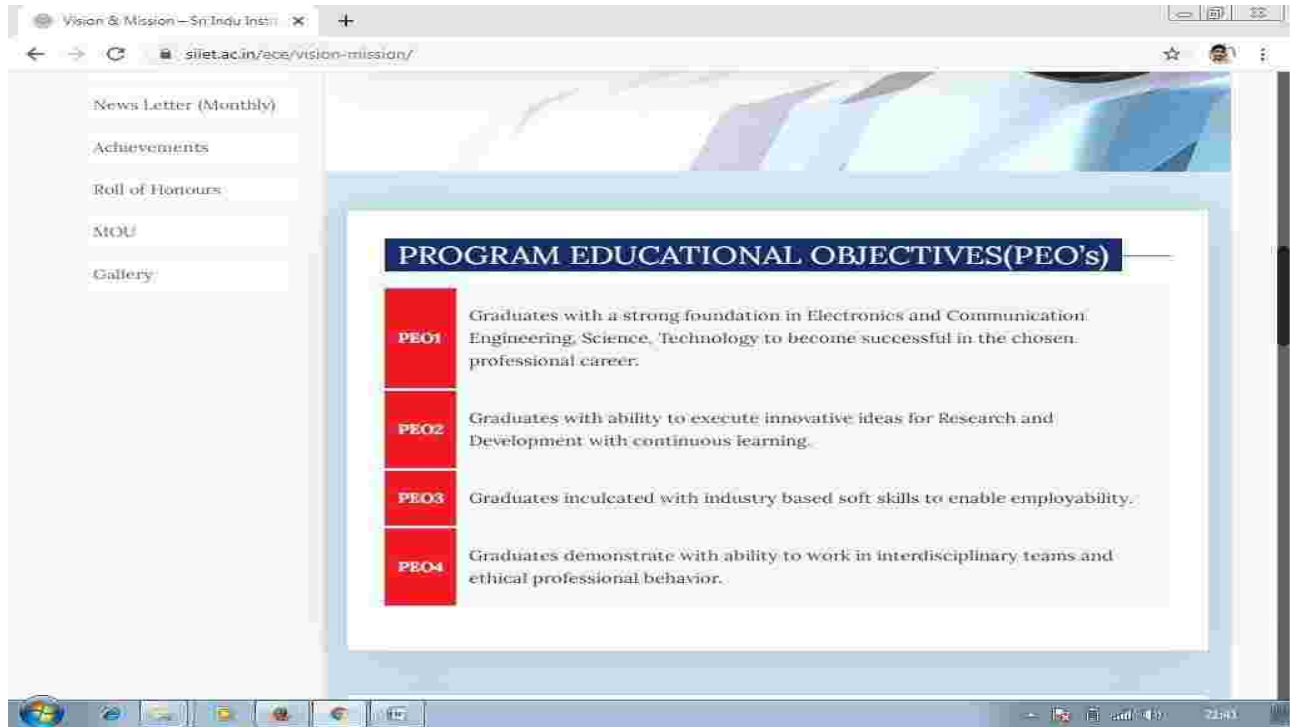 Vision & Mission – Sri Indu Insti
siiet.ac.in/ece/vision-mission/
News Letter (Monthly)
Achievements
Roll of Honours
MOU
Gallery
PROGRAM EDUCATIONAL OBJECTIVES(PEO's)
PEO1
Graduates with a strong foundation in Electronics and Communication
Engineering, Science, Technology to become successful in the chosen
professional career.
PEO2
Graduates with ability to execute innovative ideas for Research and
Development with continuous learning.
PEO3
Graduates inculcated with industry based soft skills to enable employability.
PEO4
Graduates demonstrate with ability to work in interdisciplinary teams and
ethical professional behavior.